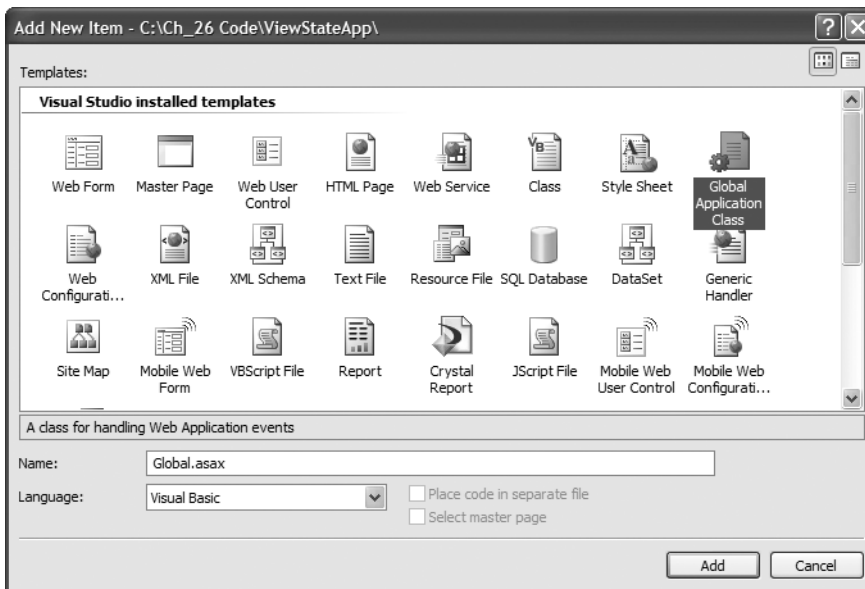 Add New Item - C:\Ch_26 Code\ViewStateApp\
Templates:
Visual Studio installed templates
Web Form
Master Page
Web User
Control
HTML Page
Web Service
Class
Style Sheet
Global
Application
Class
Web
Configurati...
XML File
XML Schema
Text File
Resource File
SQL Database
DataSet
Generic
Handler
Site Map
Mobile Web
Form
VBScript File
Report
Crystal
Report
JScript File
Mobile Web
User Control
Mobile Web
Configurati...
A class for handling Web Application events
Name:
Global.asax
Language:
Visual Basic
Place code in separate file
Select master page
Add
Cancel